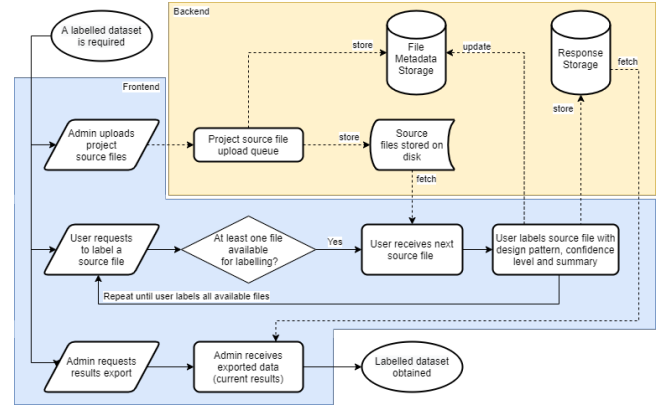 Backend
A labelled dataset
is required
store
File
Metadata
Storage
update
Response
Storage
fetch
Frontend
store
Admin uploads
project
source files
Project source file
upload queue
store
Source
files stored on
disk
fetch
User requests
to label a
source file
At least one file
available
for labelling?
Yes
User receives next
source file
User labels source file with
design pattern, confidence
level and summary
Repeat until user labels all available files
Admin requests
results export
Admin receives
exported data
(current results)
Labelled dataset
obtained